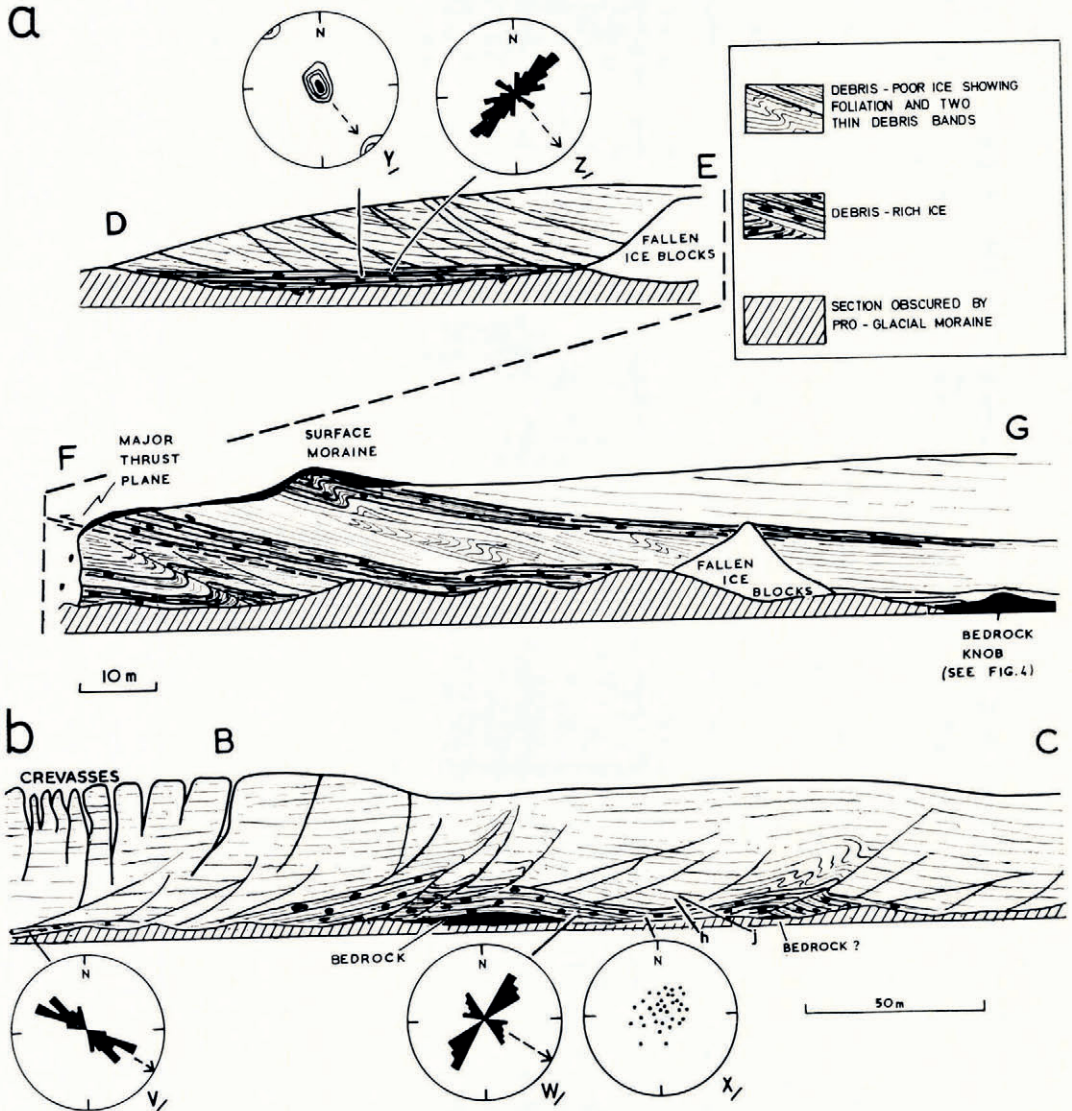 a
N
Y
N
Z
D
E
FALLEN
ICE BLOCKS
DEBRIS - POOR ICE SHOWING
FOLIATION AND TWO
THIN DEBRIS BANDS
DEBRIS - RICH ICE
SECTION OBSCURED BY
PRO - GLACIAL MORAINE
F
MAJOR
THRUST
PLANE
SURFACE
MORAINE
G
FALLEN
ICE
BLOCKS
BEDROCK
KNOB
(SEE FIG.4)
10 m
b
CREVASSES
B
C
h
j
BEDROCK
BEDROCK ?
N
V
N
W
N
X
50 m